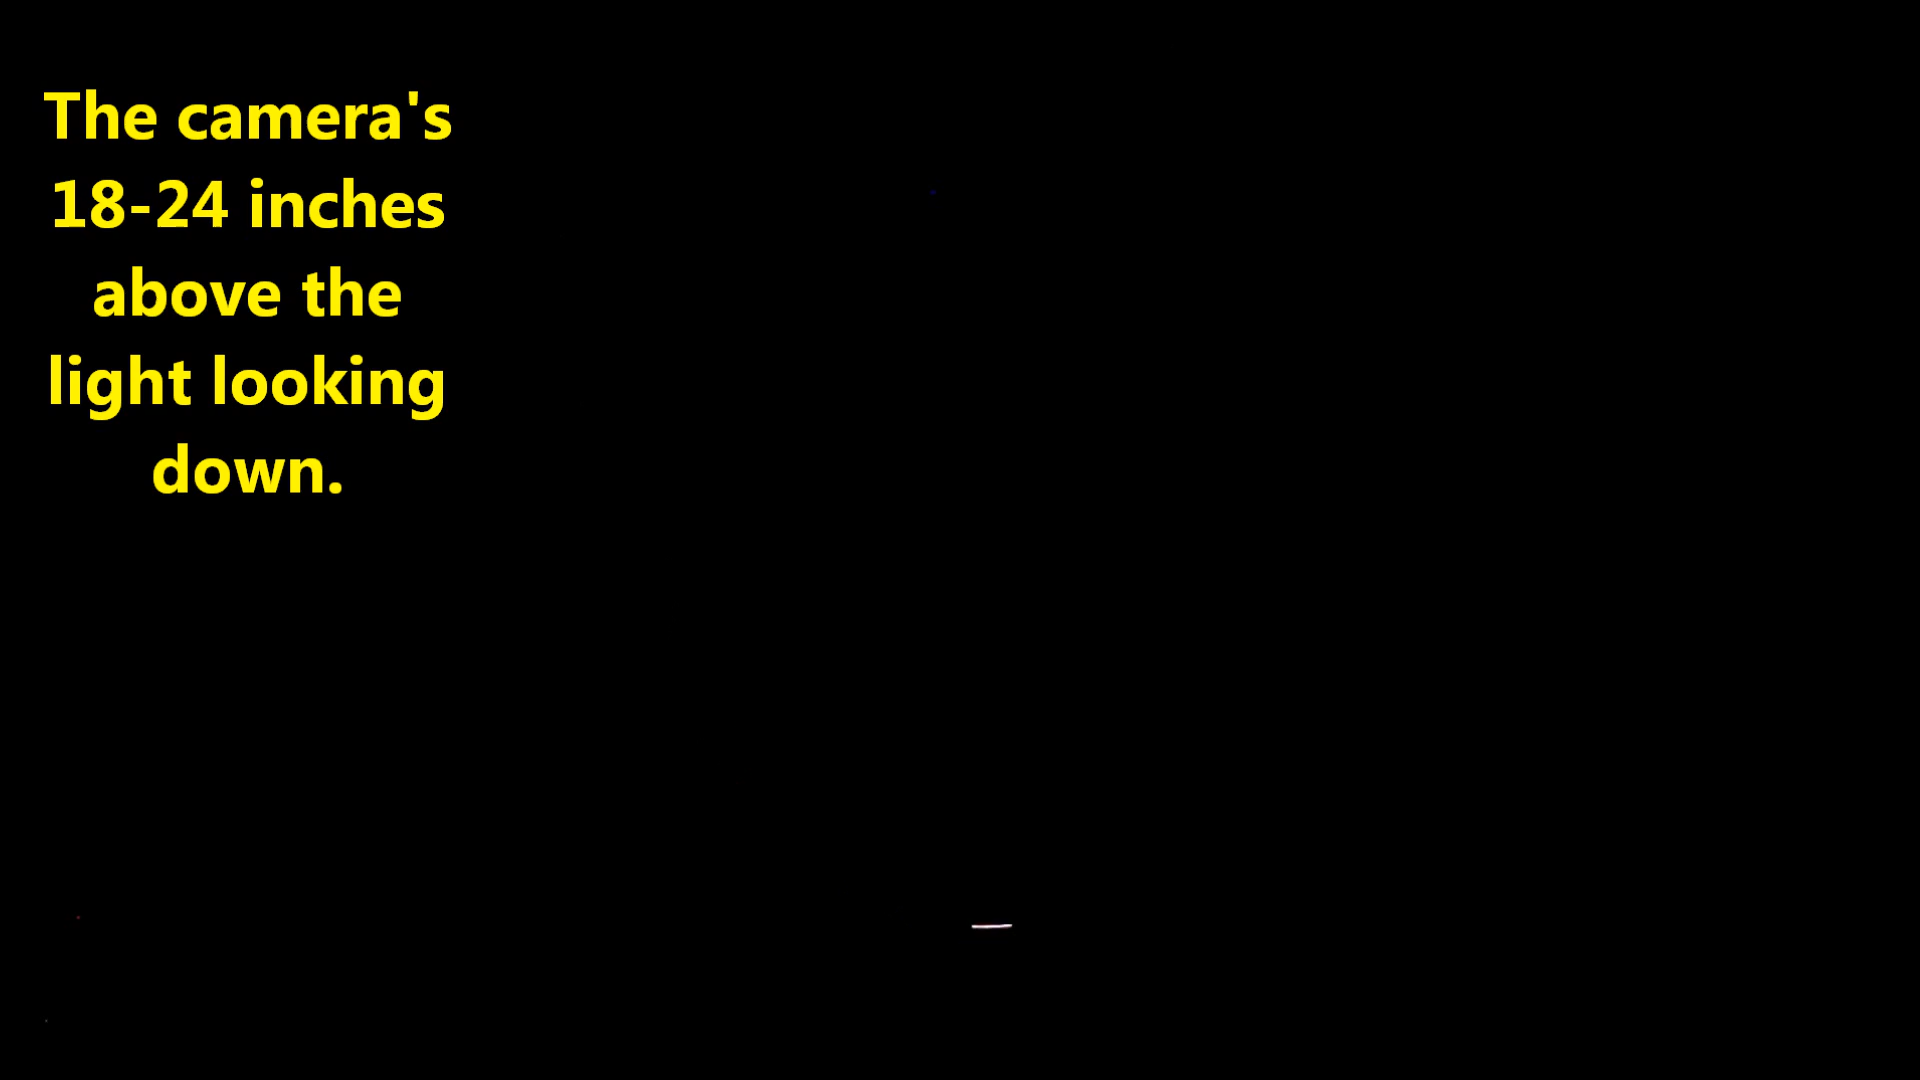 The camera's
18-24 inches
above the
light looking
down.